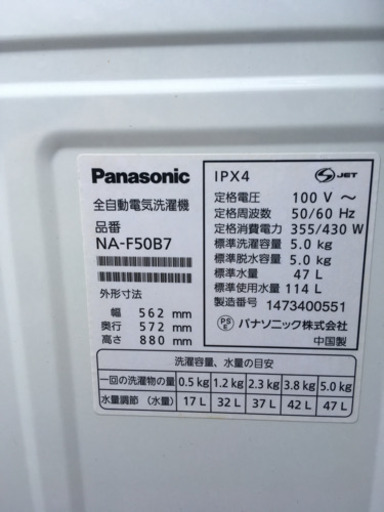 Panasonic
全自動電気洗濯機
品番
NA-F50B7
外形寸法
幅 562 mm
奥行 572 mm
高さ 880 mm
IPX4
S JET
定格電圧 100 V ～
定格周波数 50/60 Hz
定格消費電力 355/430 W
標準洗濯容量 5.0 kg
標準脱水容量 5.0 kg
標準水量 47 L
標準使用水量 114 L
製造番号 1473400551
PS E パナソニック株式会社
中国製
洗濯容量、水量の目安
一回の洗濯物の量 0.5 kg 1.2 kg 2.3 kg 3.8 kg 5.0 kg
水量調節 (水量) 17 L 32 L 37 L 42 L 47 L